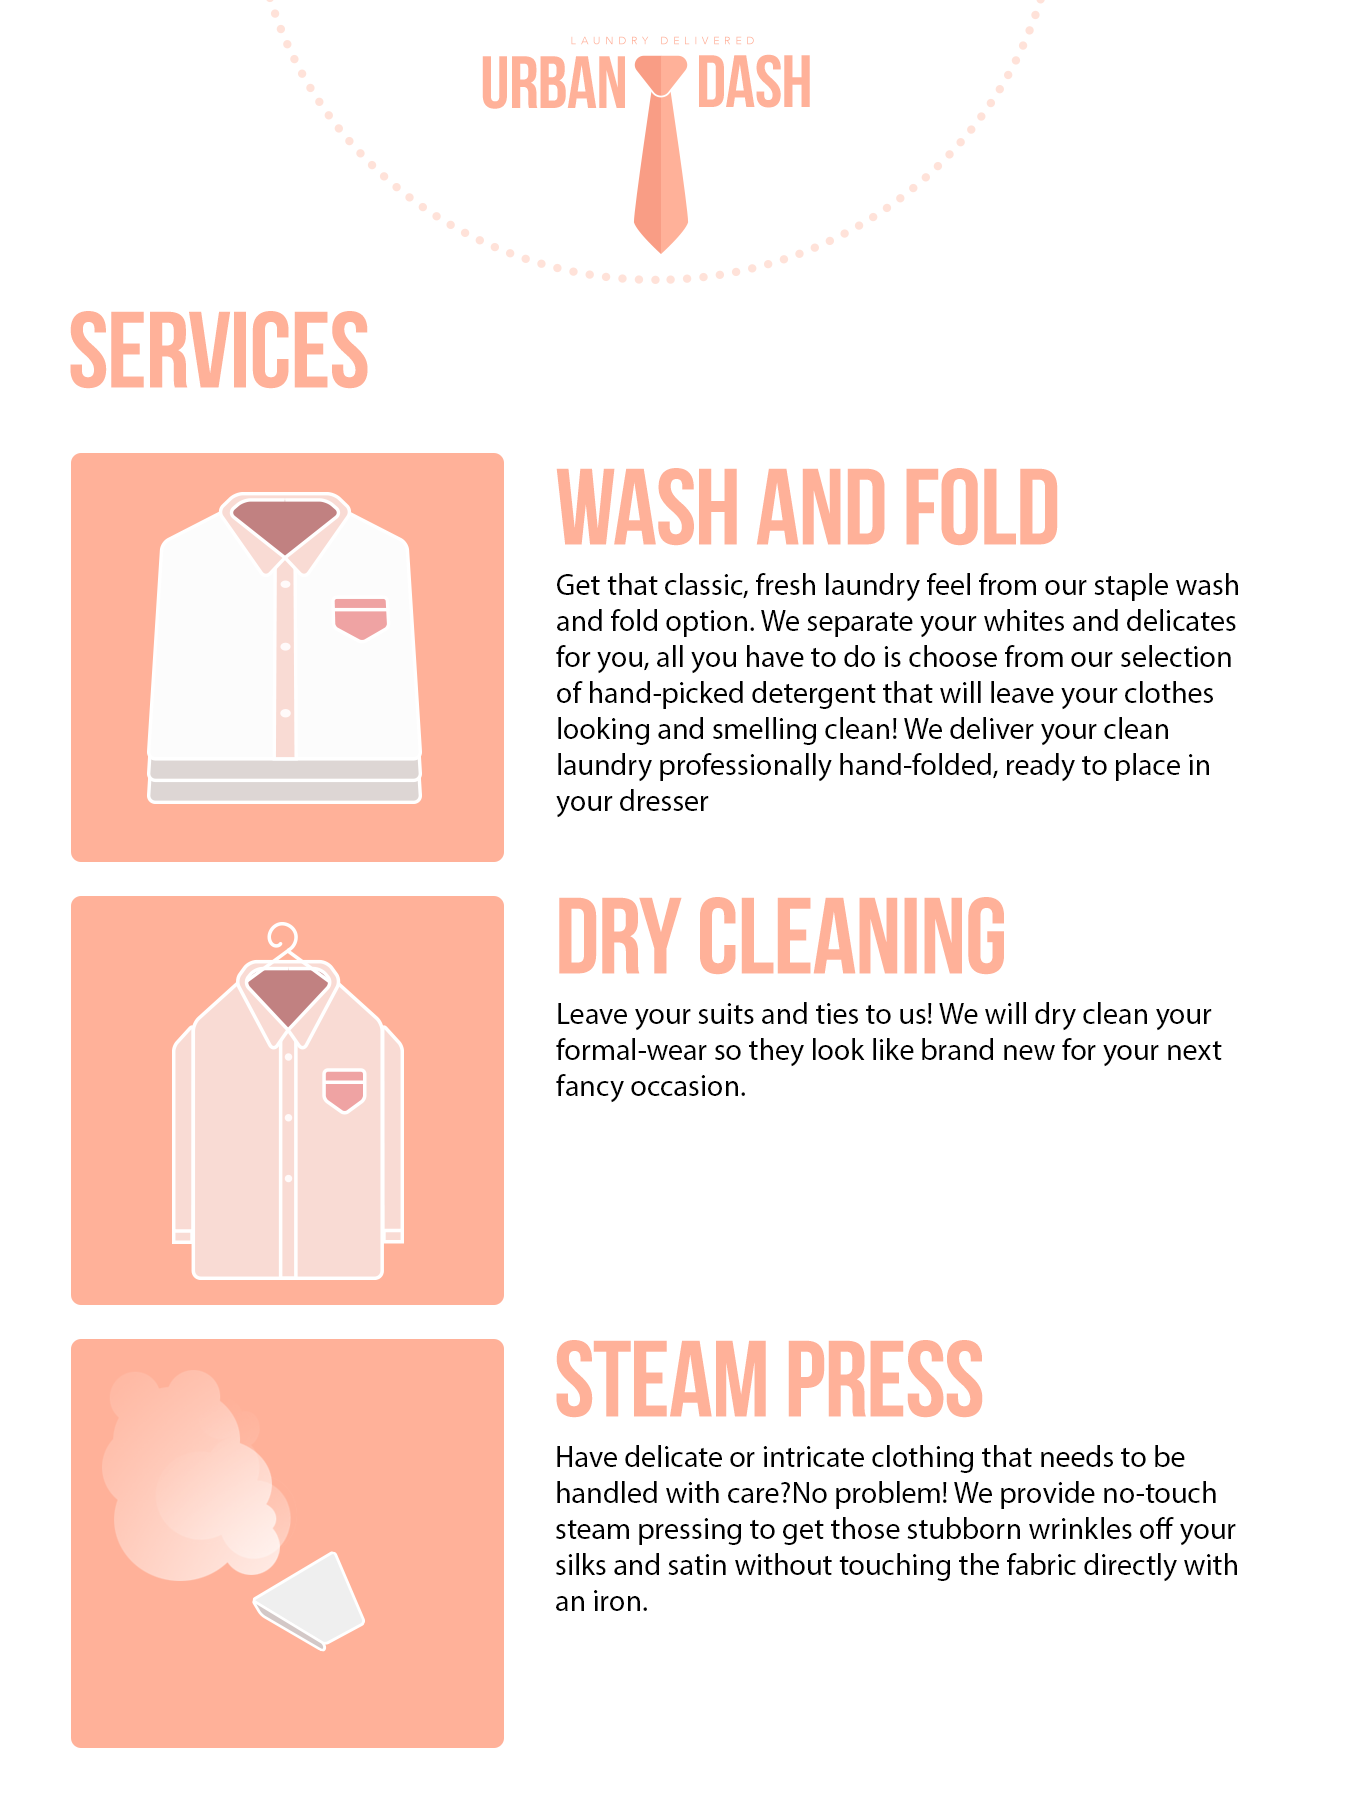 LAUNDRY DELIVERED
URBAN DASH
SERVICES
WASH AND FOLD
Get that classic, fresh laundry feel from our staple wash
and fold option. We separate your whites and delicates
for you, all you have to do is choose from our selection
of hand-picked detergent that will leave your clothes
looking and smelling clean! We deliver your clean
laundry professionally hand-folded, ready to place in
your dresser
DRY CLEANING
Leave your suits and ties to us! We will dry clean your
formal-wear so they look like brand new for your next
fancy occasion.
STEAM PRESS
Have delicate or intricate clothing that needs to be
handled with care?No problem! We provide no-touch
steam pressing to get those stubborn wrinkles off your
silks and satin without touching the fabric directly with
an iron.